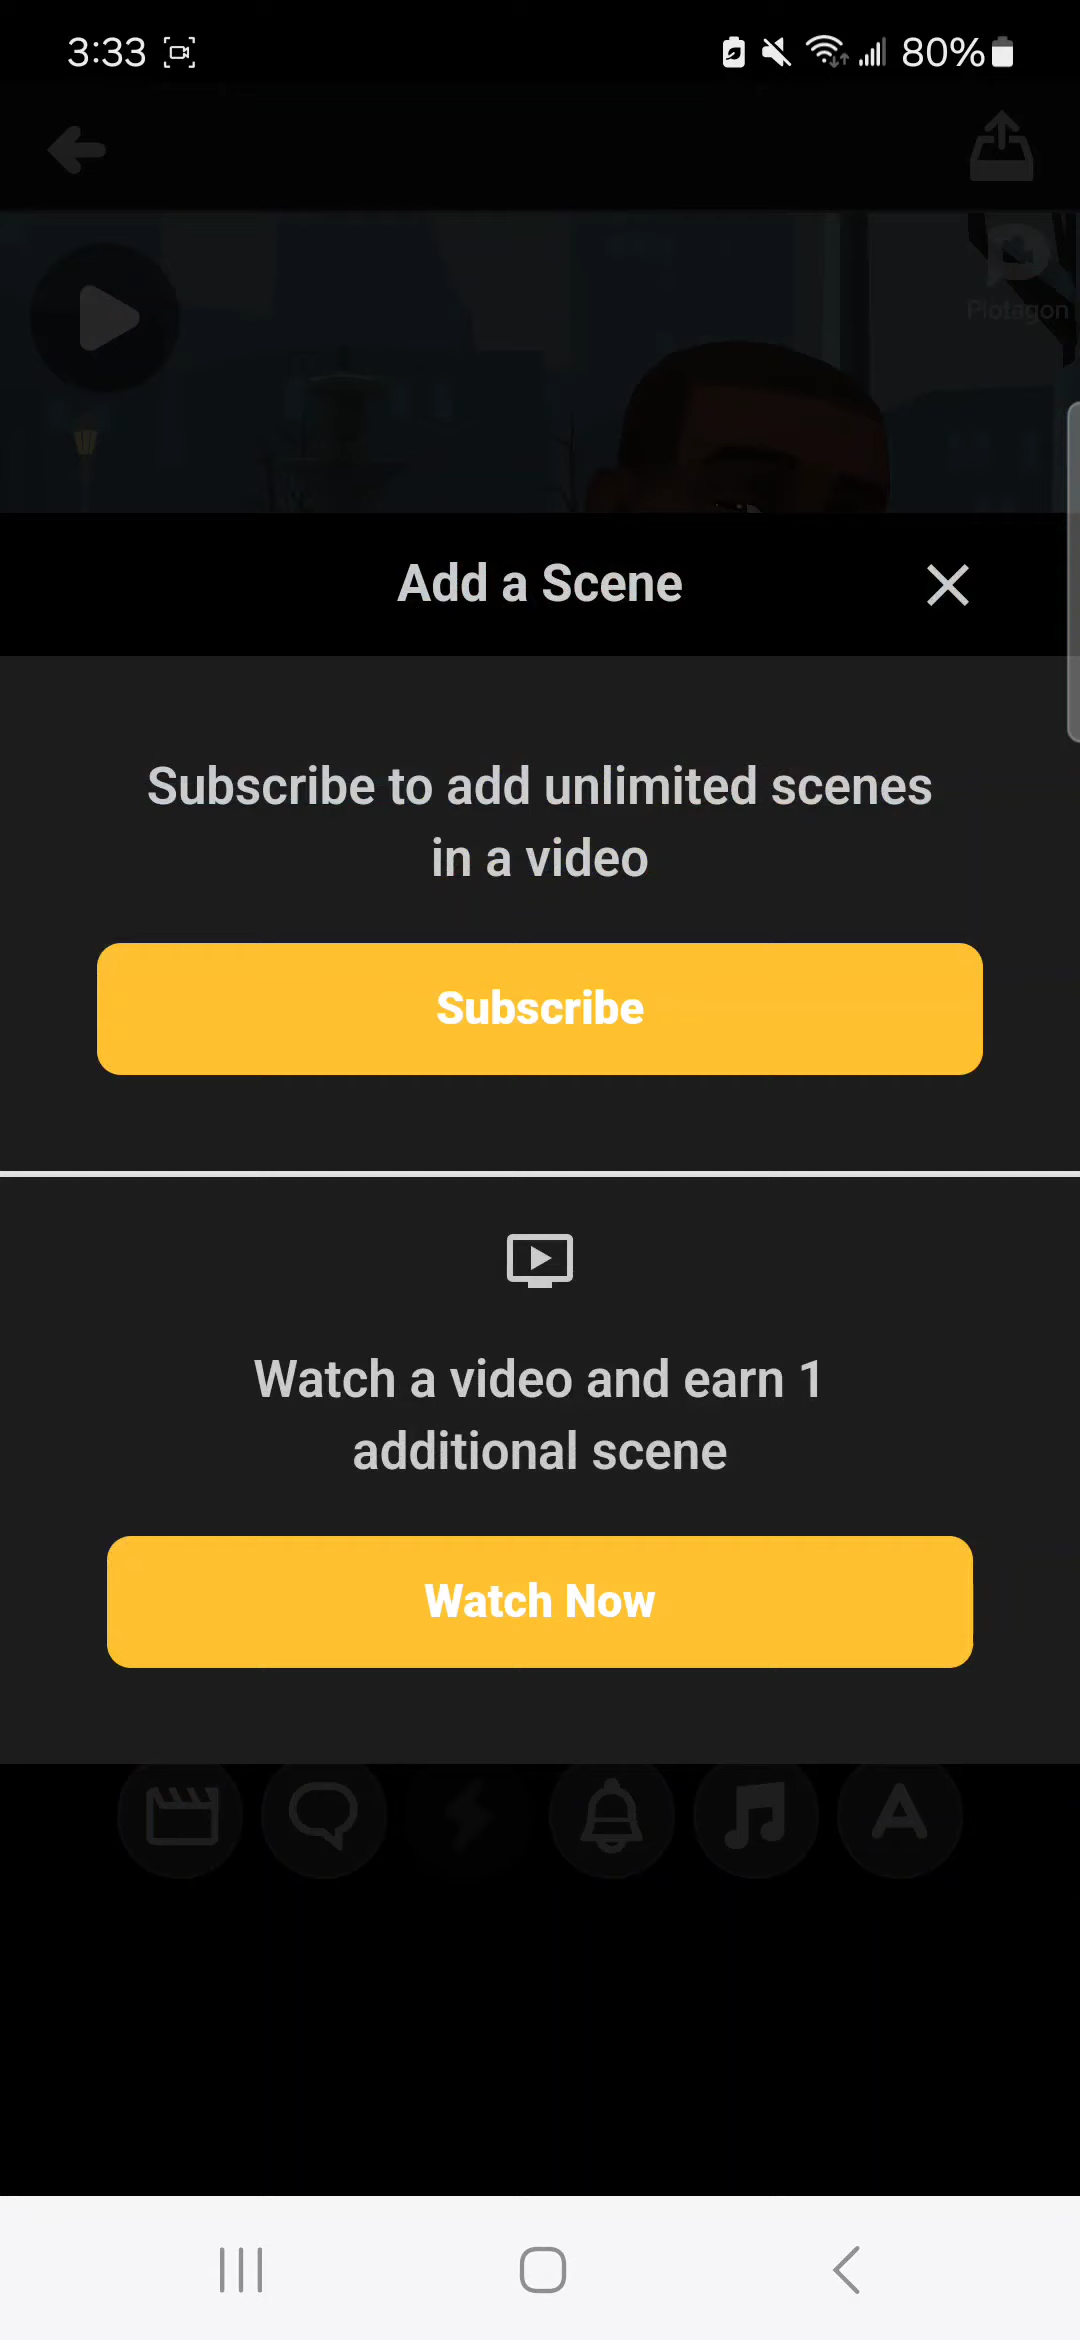 3:33
80%
Plotagon
Add a Scene
Subscribe to add unlimited scenes
in a video
Subscribe
Watch a video and earn 1
additional scene
Watch Now
A